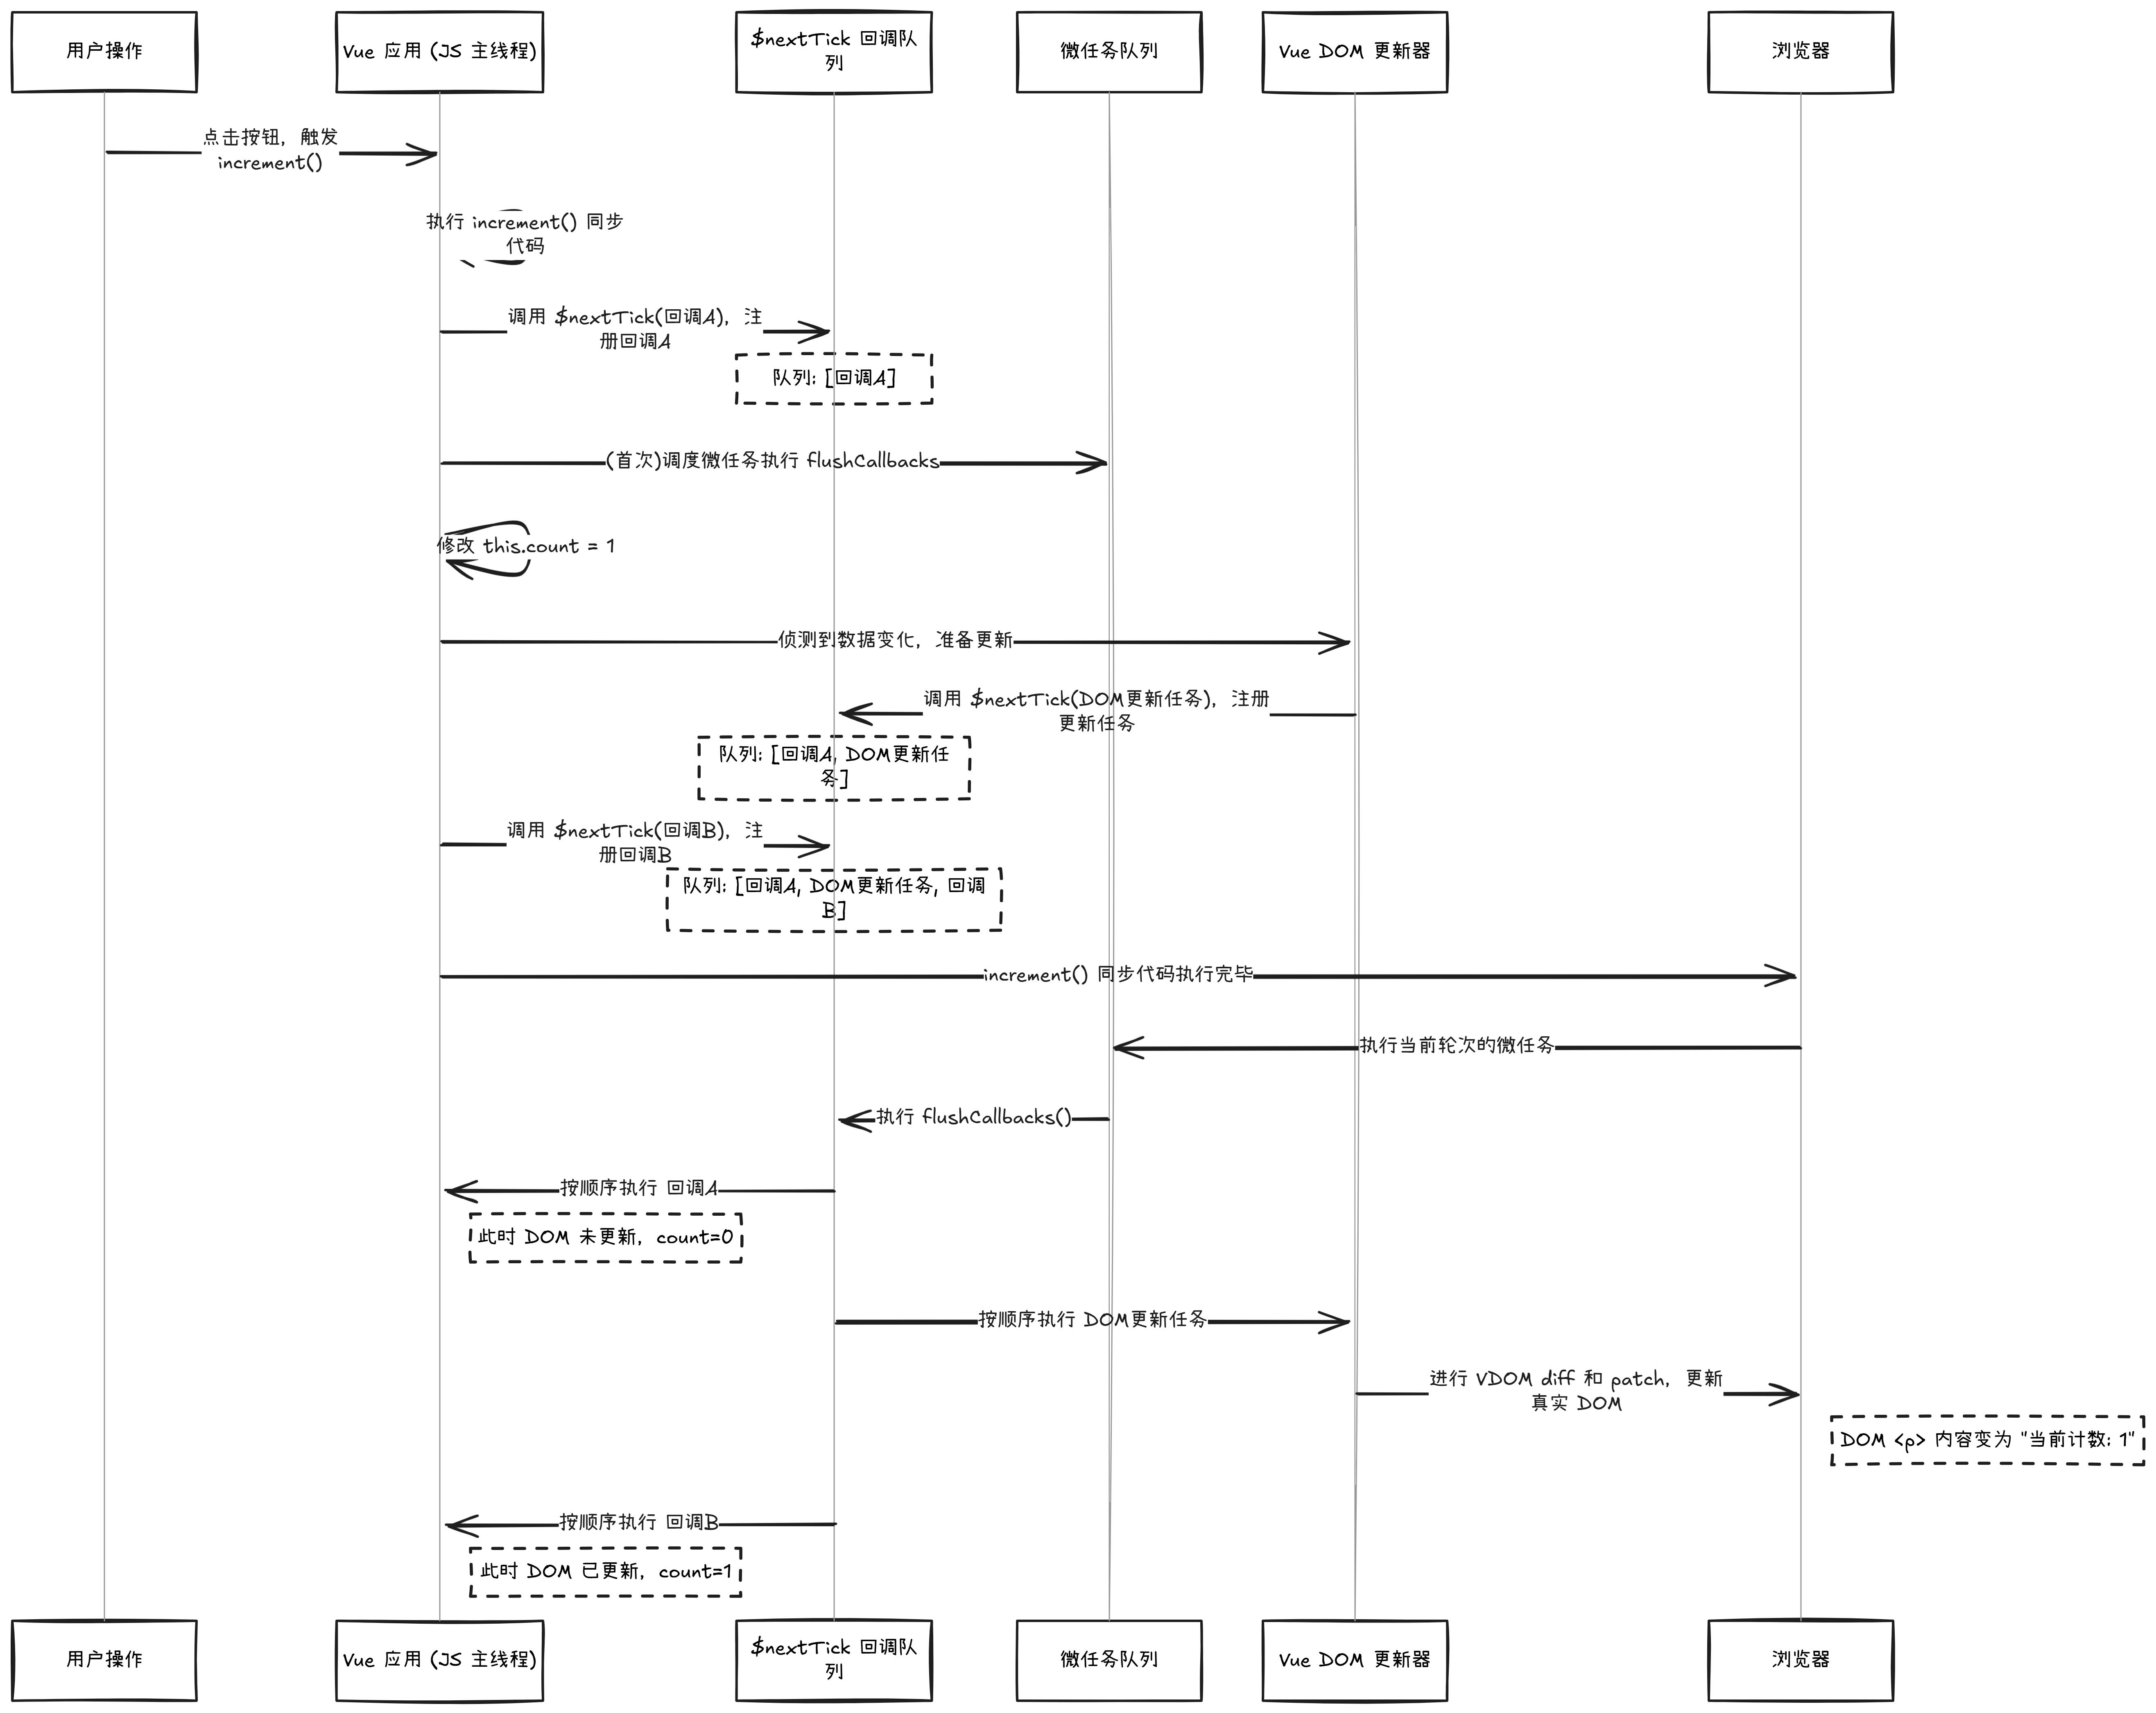 用户操作
Vue 应用 (JS 主线程)
$nextTick 回调队
列
微任务队列
Vue DOM 更新器
浏览器
点击按钮，触发
increment()
执行 increment() 同步
代码
调用 $nextTick(回调A)，注
册回调A
队列: [回调A]
(首次)调度微任务执行 flushCallbacks
修改 this.count = 1
侦测到数据变化，准备更新
调用 $nextTick(DOM更新任务)，注册
更新任务
队列: [回调A, DOM更新任
务]
调用 $nextTick(回调B)，注
册回调B
队列: [回调A, DOM更新任务, 回调
B]
increment() 同步代码执行完毕
执行当前轮次的微任务
执行 flushCallbacks()
按顺序执行 回调A
此时 DOM 未更新，count=0
按顺序执行 DOM更新任务
进行 VDOM diff 和 patch，更新
真实 DOM
DOM <p> 内容变为 "当前计数: 1"
按顺序执行 回调B
此时 DOM 已更新，count=1
用户操作
Vue 应用 (JS 主线程)
$nextTick 回调队
列
微任务队列
Vue DOM 更新器
浏览器